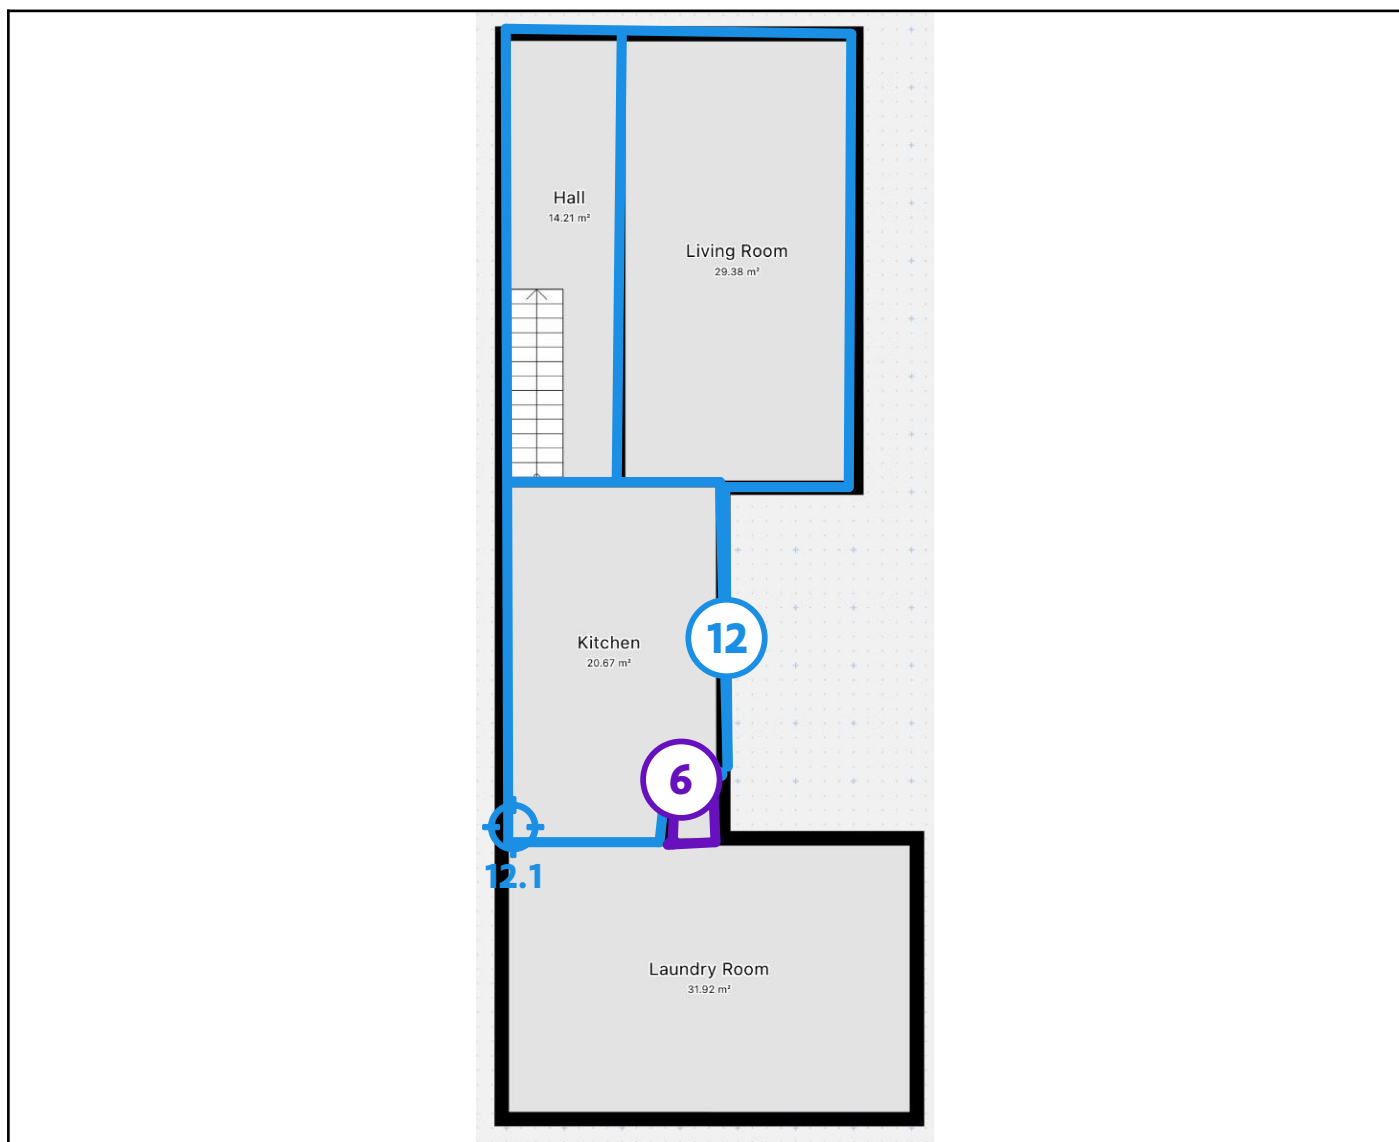 Hall
14.21 m²
Living Room
29.38 m²
12
Kitchen
20.67 m²
6
12.1
Laundry Room
31.92 m²